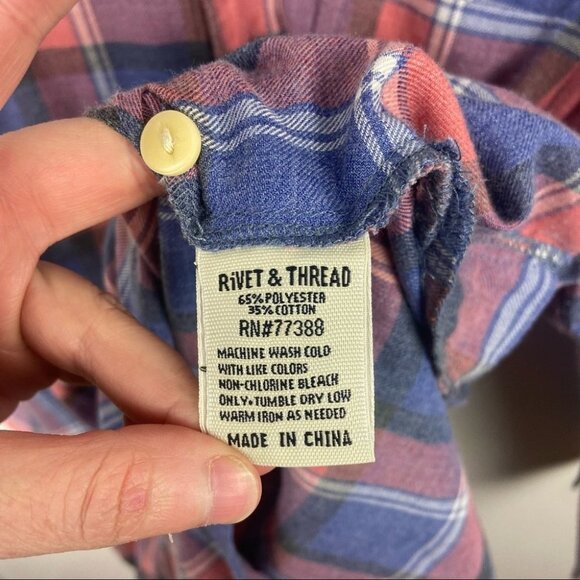 RiVET & THREAD
65% POLYESTER
35% COTTON
RN#77388
MACHINE WASH COLD
WITH LIKE COLORS
NON-CHLORINE BLEACH
ONLY. TUMBLE DRY LOW
WARM IRON AS NEEDED
MADE IN CHINA